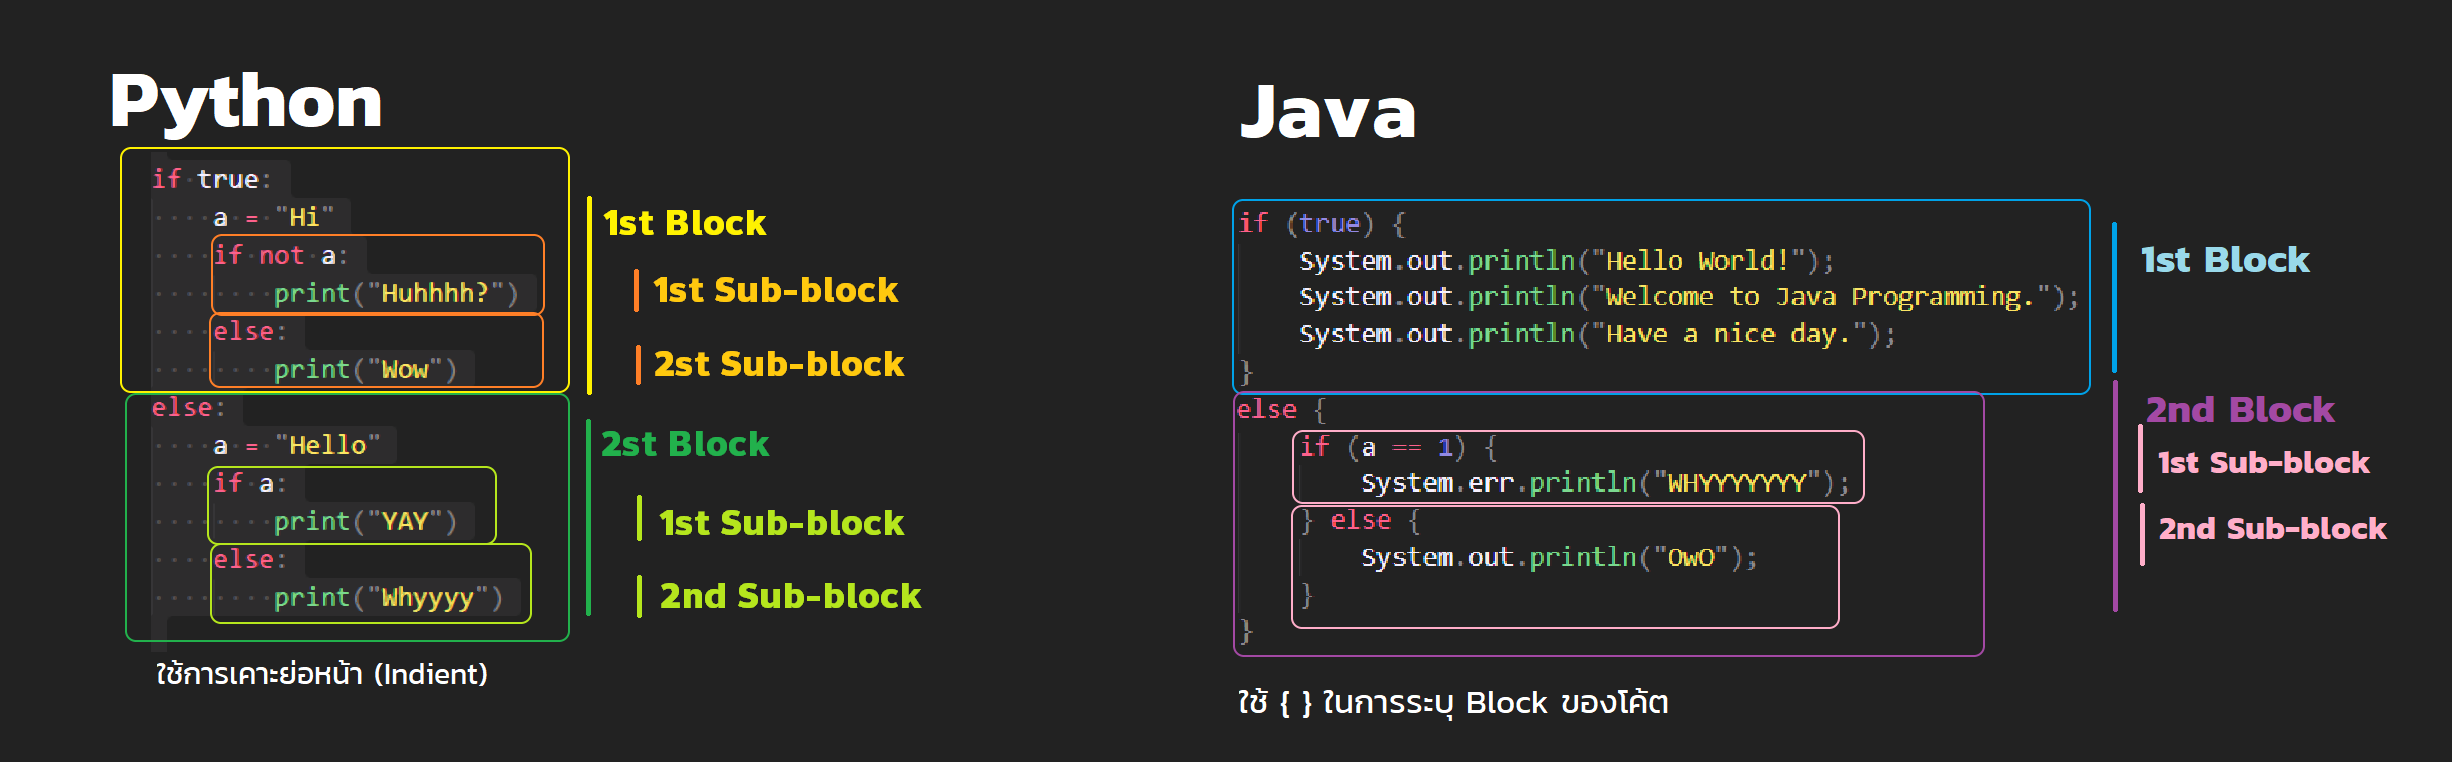 Python
if true:
a = "Hi"
if not a:
print("Huhhhh?")
else:
print("Wow")
else:
a = "Hello"
if a:
print("YAY")
else:
print("Whyyyy")
1st Block
1st Sub-block
2st Sub-block
2st Block
1st Sub-block
2nd Sub-block
ใช้การเคาะย่อหน้า (Indient)
Java
if (true) {
System.out.println("Hello World!");
System.out.println("Welcome to Java Programming.");
System.out.println("Have a nice day.");
}
else {
if (a == 1) {
System.err.println("WHYYYYYYY");
} else {
System.out.println("OwO");
}
}
1st Block
2nd Block
1st Sub-block
2nd Sub-block
ใช้ { } ในการระบุ Block ของโค้ต